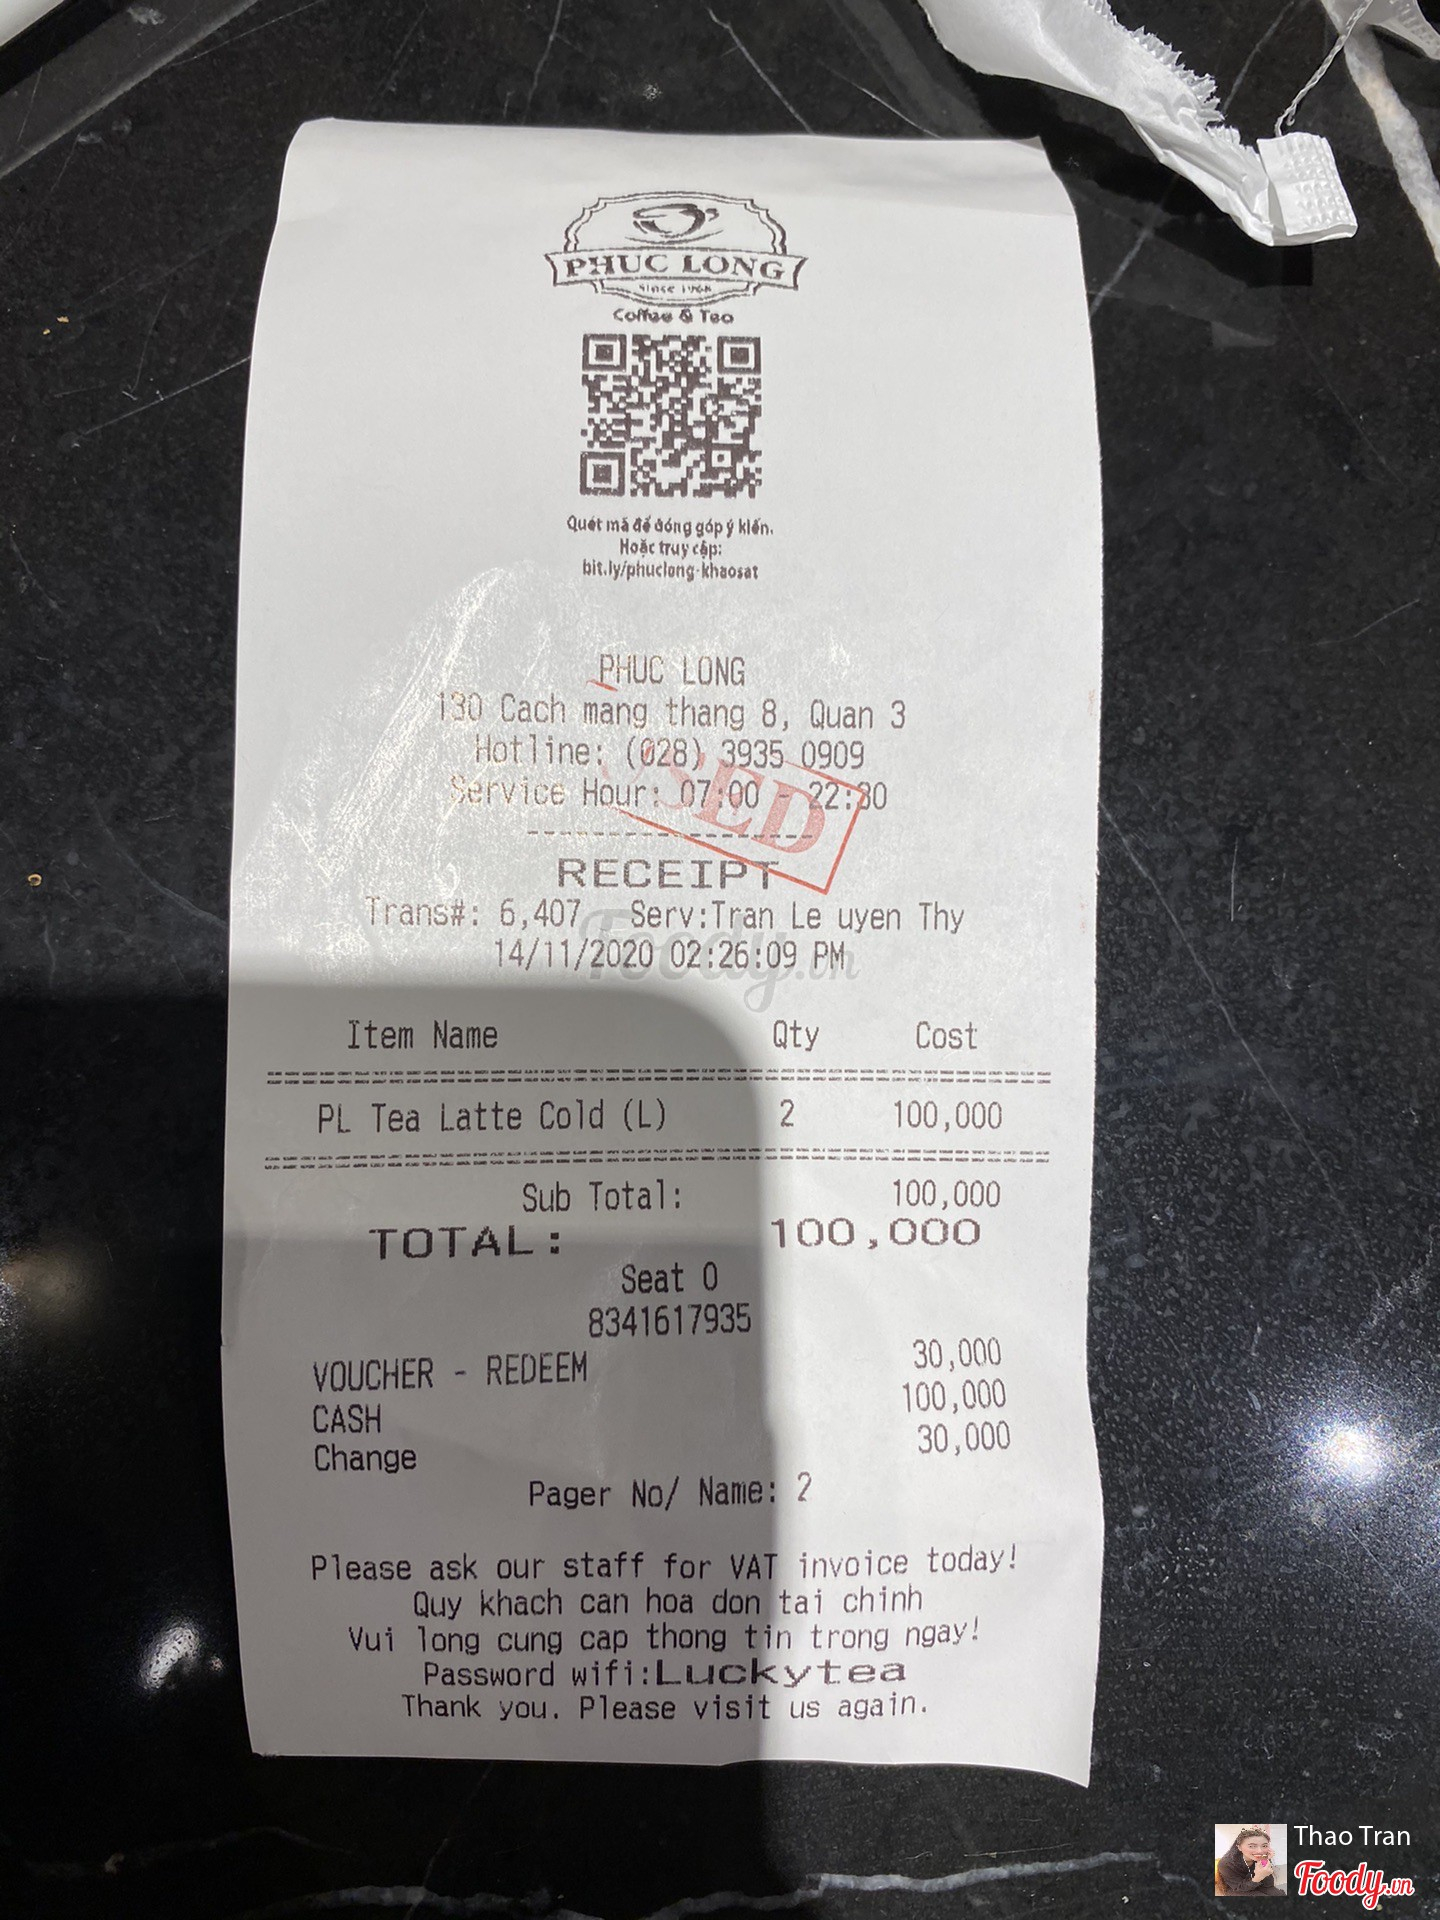 PHUC LONG
Since 1968
Coffee & Tea
Quét mã để đóng góp ý kiến.
Hoặc truy cập:
bit.ly/phuclong-khaosat
PHUC LONG
130 Cach mang thang 8, Quan 3
Hotline: (028) 3935 0909
Service Hour: 07:00 - 22:30
USED
RECEIPT
Trans#: 6,407 Serv:Tran Le uyen Thy
14/11/2020 02:26:09 PM
Foody.vn
Item Name Qty Cost
PL Tea Latte Cold (L) 2 100,000
Sub Total: 100,000
TOTAL: 100,000
Seat 0
8341617935
VOUCHER - REDEEM 30,000
CASH 100,000
Change 30,000
Pager No/ Name: 2
Please ask our staff for VAT invoice today!
Quy khach can hoa don tai chinh
Vui long cung cap thong tin trong ngay!
Password wifi:Luckytea
Thank you. Please visit us again.
Thao Tran
Foody.vn